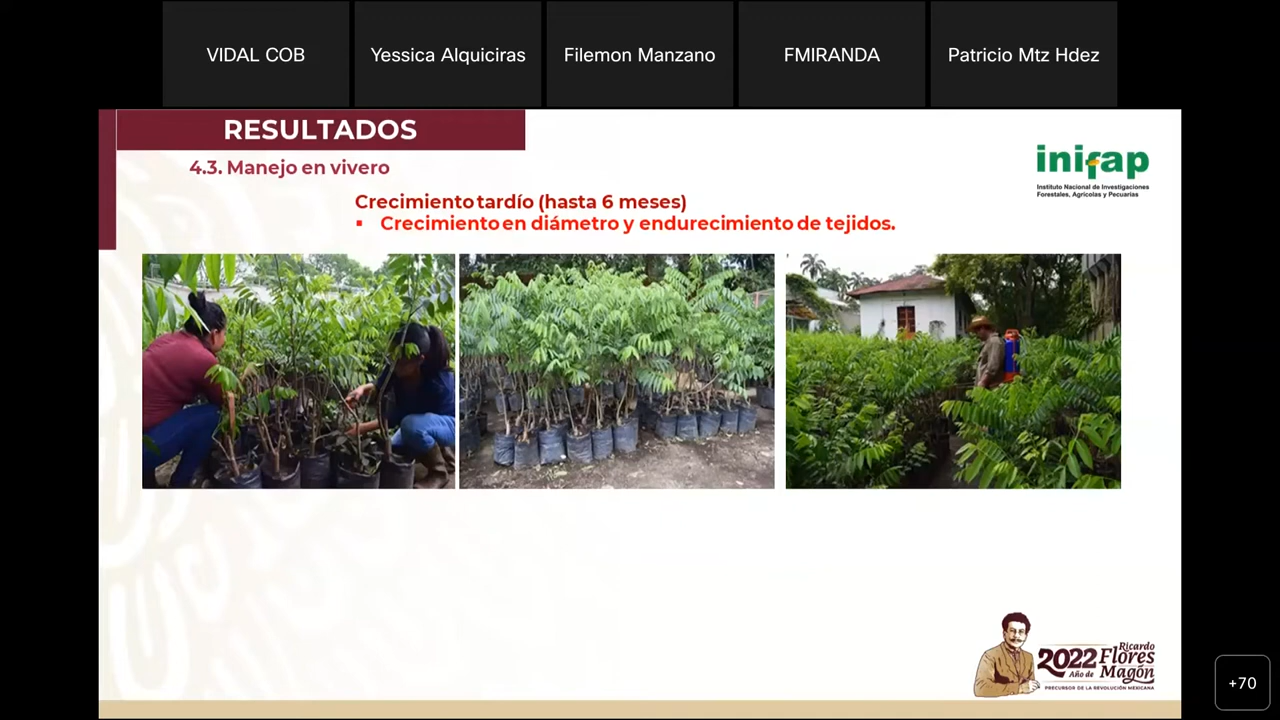 VIDAL COB
Yessica Alquiciras
Filemon Manzano
FMIRANDA
Patricio Mtz Hdez
RESULTADOS
4.3. Manejo en vivero
inifap
Instituto Nacional de Investigaciones
Forestales, Agrícolas y Pecuarias
Crecimiento tardío (hasta 6 meses)
▪ Crecimiento en diámetro y endurecimiento de tejidos.
2022 Ricardo
Año de Flores
Magón
PRECURSOR DE LA REVOLUCIÓN MEXICANA
+70